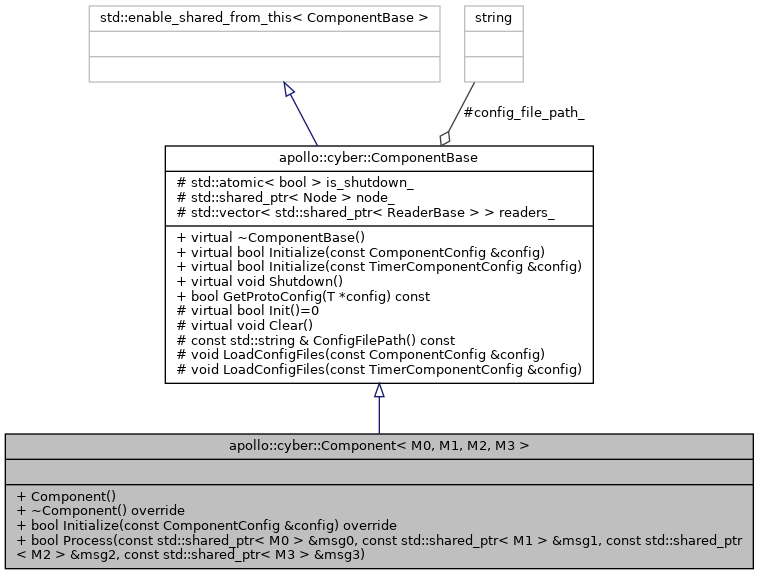 std::enable_shared_from_this< ComponentBase >
string
#config_file_path_
apollo::cyber::ComponentBase
# std::atomic< bool > is_shutdown_
# std::shared_ptr< Node > node_
# std::vector< std::shared_ptr< ReaderBase > > readers_
+ virtual ~ComponentBase()
+ virtual bool Initialize(const ComponentConfig &config)
+ virtual bool Initialize(const TimerComponentConfig &config)
+ virtual void Shutdown()
+ bool GetProtoConfig(T *config) const
# virtual bool Init()=0
# virtual void Clear()
# const std::string & ConfigFilePath() const
# void LoadConfigFiles(const ComponentConfig &config)
# void LoadConfigFiles(const TimerComponentConfig &config)
apollo::cyber::Component< M0, M1, M2, M3 >
+ Component()
+ ~Component() override
+ bool Initialize(const ComponentConfig &config) override
+ bool Process(const std::shared_ptr< M0 > &msg0, const std::shared_ptr< M1 > &msg1, const std::shared_ptr
< M2 > &msg2, const std::shared_ptr< M3 > &msg3)